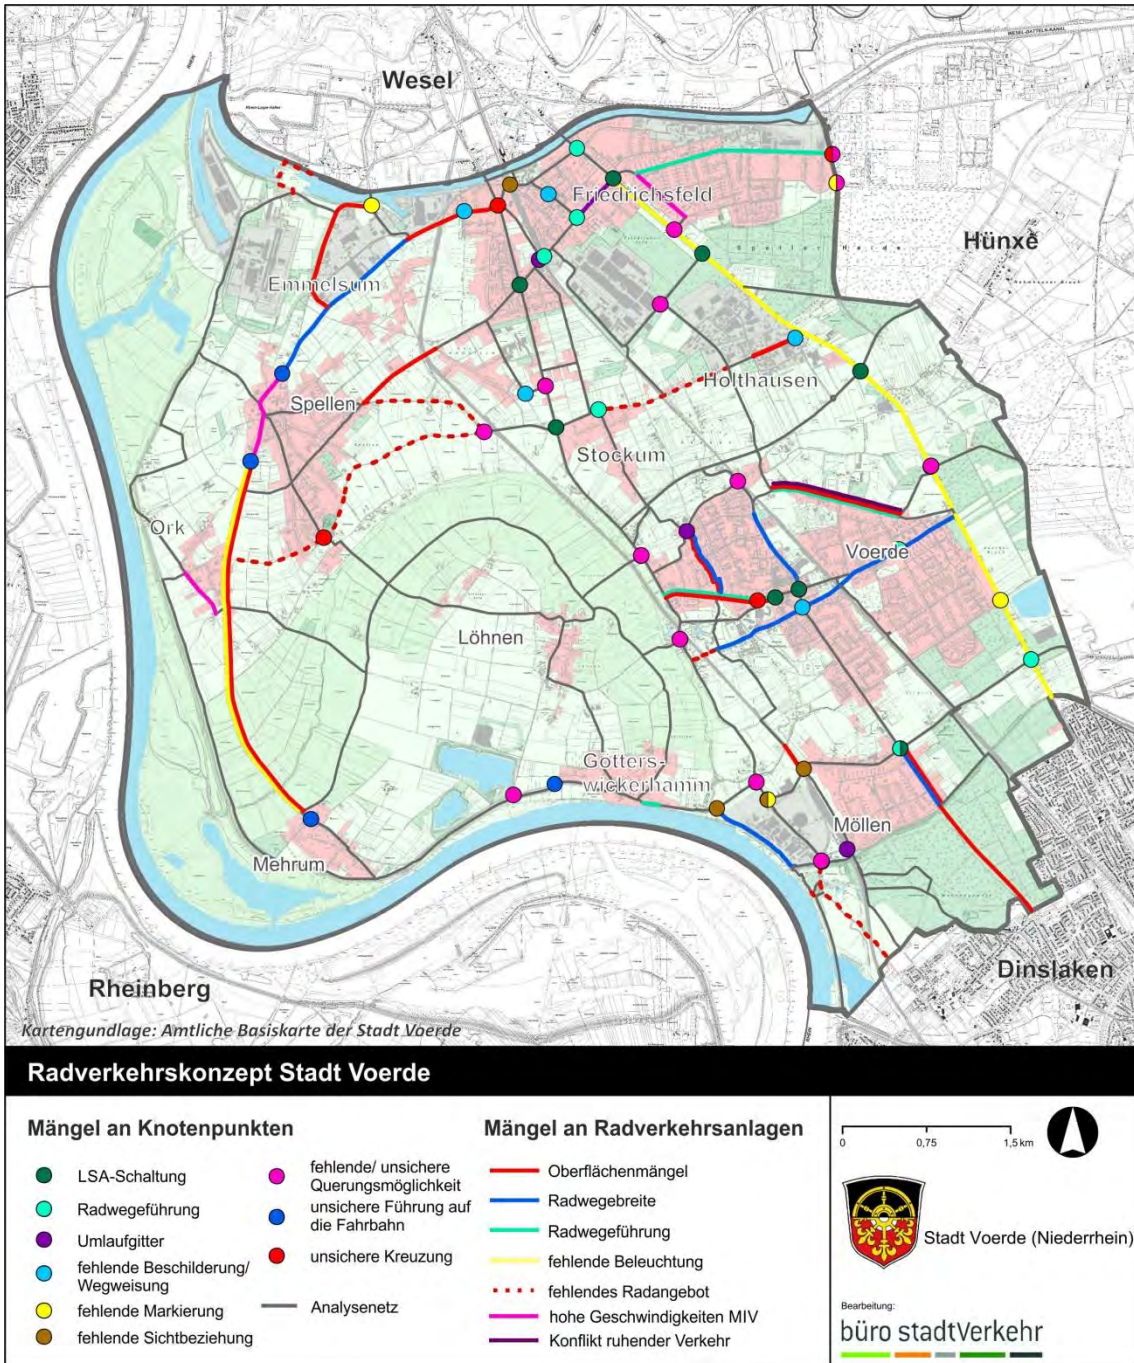 WESEL-DATTELN-KANAL
Wesel
Friedrichsfeld
Hünxe
Emmelsum
Spellen
Holthausen
Stockum
Ork
Voerde
Löhnen
Götters-
wickerhamm
Möllen
Mehrum
Rheinberg
Dinslaken
Kartengundlage: Amtliche Basiskarte der Stadt Voerde
Radverkehrskonzept Stadt Voerde
Mängel an Knotenpunkten
LSA-Schaltung
Radwegeführung
Umlaufgitter
fehlende Beschilderung/
Wegweisung
fehlende Markierung
fehlende Sichtbeziehung
fehlende/ unsichere
Querungsmöglichkeit
unsichere Führung auf
die Fahrbahn
unsichere Kreuzung
Analysenetz
Mängel an Radverkehrsanlagen
Oberflächenmängel
Radwegebreite
Radwegeführung
fehlende Beleuchtung
fehlendes Radangebot
hohe Geschwindigkeiten MIV
Konflikt ruhender Verkehr
0 0,75 1,5 km
Stadt Voerde (Niederrhein)
Bearbeitung:
büro stadtVerkehr